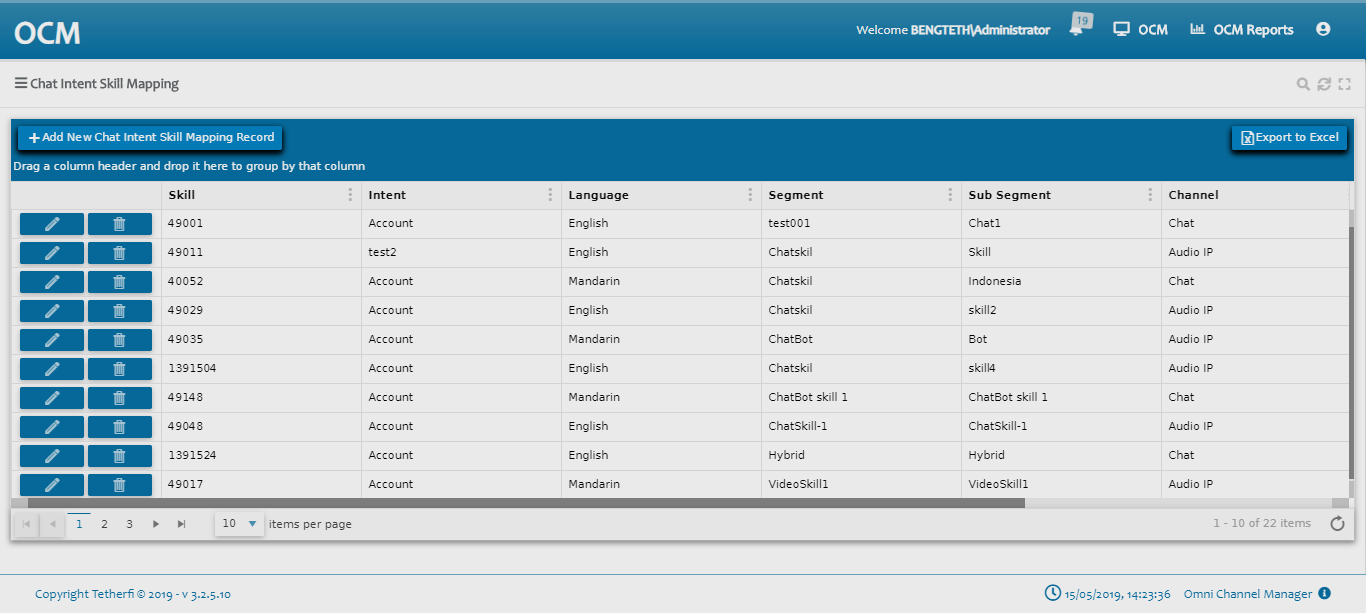 OCM Welcome BENGTETH\Administrator 19 OCM OCM Reports
Chat Intent Skill Mapping
Add New Chat Intent Skill Mapping Record Export to Excel
Drag a column header and drop it here to group by that column
Skill Intent Language Segment Sub Segment Channel
49001 Account English test001 Chat1 Chat
49011 test2 English Chatskil Skill Audio IP
40052 Account Mandarin Chatskil Indonesia Chat
49029 Account English Chatskil skill2 Audio IP
49035 Account Mandarin ChatBot Bot Audio IP
1391504 Account English Chatskil skill4 Audio IP
49148 Account Mandarin ChatBot skill 1 ChatBot skill 1 Chat
49048 Account English ChatSkill-1 ChatSkill-1 Audio IP
1391524 Account English Hybrid Hybrid Chat
49017 Account Mandarin VideoSkill1 VideoSkill1 Audio IP
1 2 3 10 items per page 1 - 10 of 22 items
Copyright Tetherfi © 2019 - v 3.2.5.10 15/05/2019, 14:23:36 Omni Channel Manager